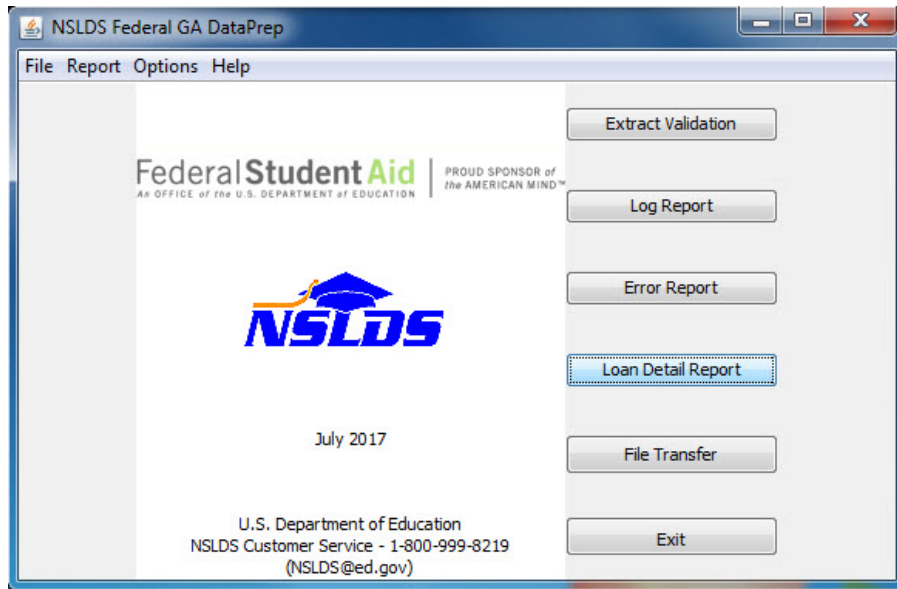 NSLDS Federal GA DataPrep
File Report Options Help
Federal Student Aid
An OFFICE of the U.S. DEPARTMENT of EDUCATION
PROUD SPONSOR of
the AMERICAN MIND™
NSLDS
July 2017
U.S. Department of Education
NSLDS Customer Service - 1-800-999-8219
(NSLDS@ed.gov)
Extract Validation
Log Report
Error Report
Loan Detail Report
File Transfer
Exit